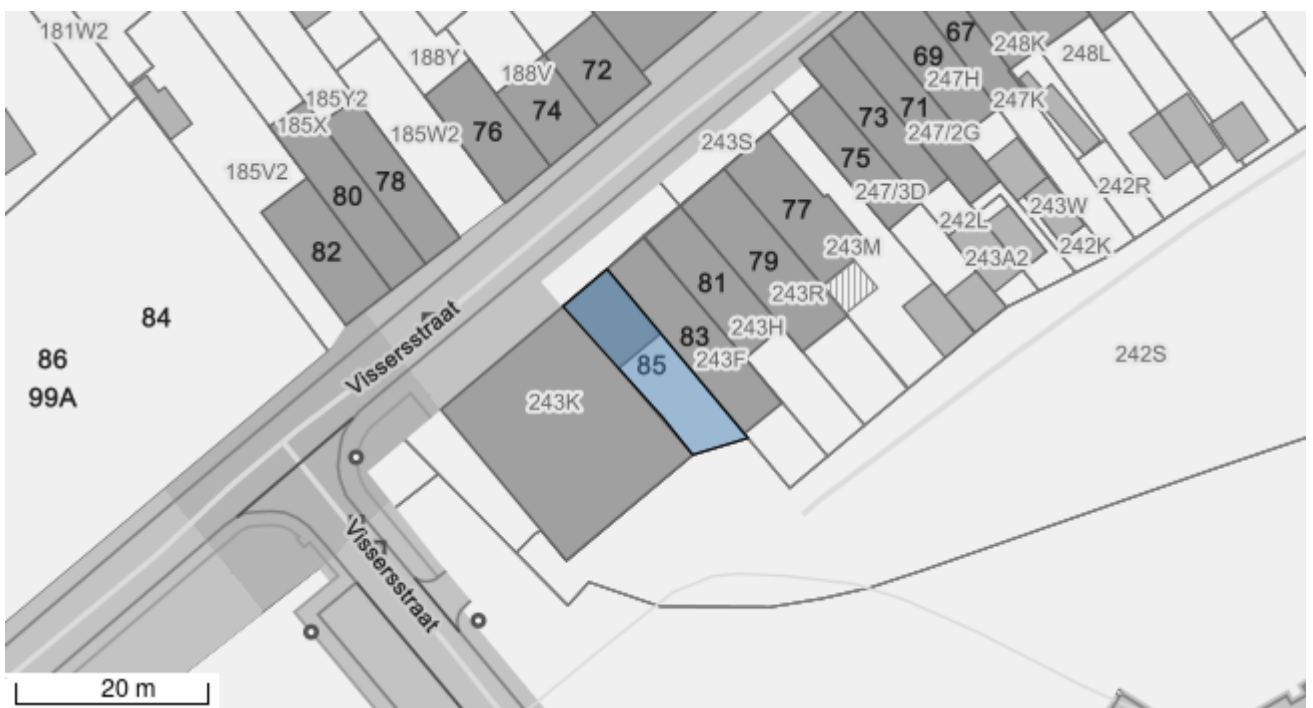 181W2
188Y
188V
72
67
69
248K
248L
247H
247K
185Y2
185X
185W2
76
74
73
71
247/2G
243S
75
185V2
80
78
247/3D
242R
77
242L
243W
82
243M
242K
243A2
79
81
243R
84
83
243H
243F
Vissersstraat
86
85
242S
99A
243K
Vissersstraat
20 m